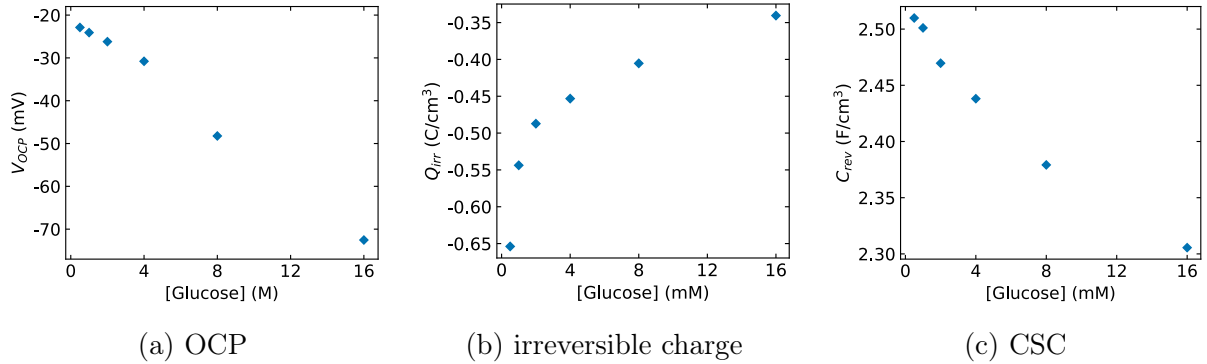 -20
-30
-40
-50
-60
-70
V_OCP (mV)
0 4 8 12 16
[Glucose] (M)
(a) OCP
-0.35
-0.40
-0.45
-0.50
-0.55
-0.60
-0.65
Q_irr (C/cm³)
0 4 8 12 16
[Glucose] (mM)
(b) irreversible charge
2.50
2.45
2.40
2.35
2.30
C_rev (F/cm³)
0 4 8 12 16
[Glucose] (mM)
(c) CSC